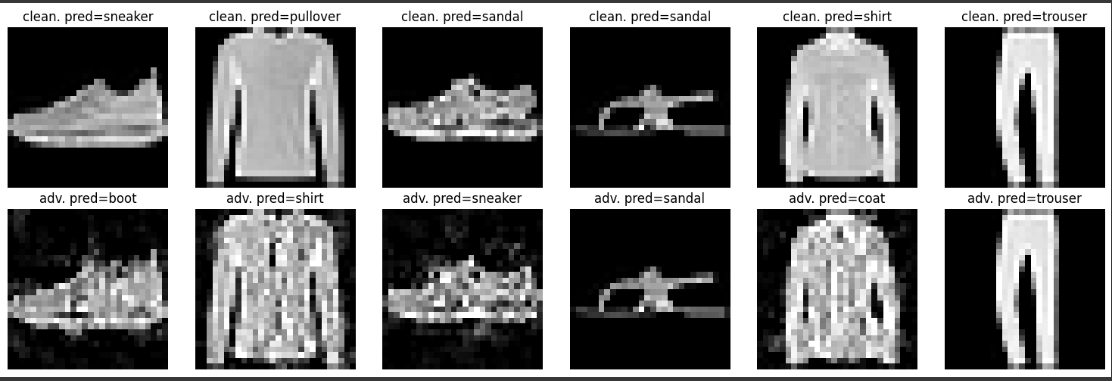 clean. pred=sneaker
clean. pred=pullover
clean. pred=sandal
clean. pred=sandal
clean. pred=shirt
clean. pred=trouser
adv. pred=boot
adv. pred=shirt
adv. pred=sneaker
adv. pred=sandal
adv. pred=coat
adv. pred=trouser